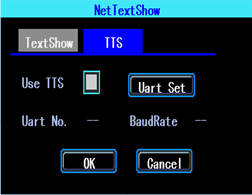 NetTextShow
TextShow TTS
Use TTS Uart Set
Uart No. -- BaudRate --
OK Cancel